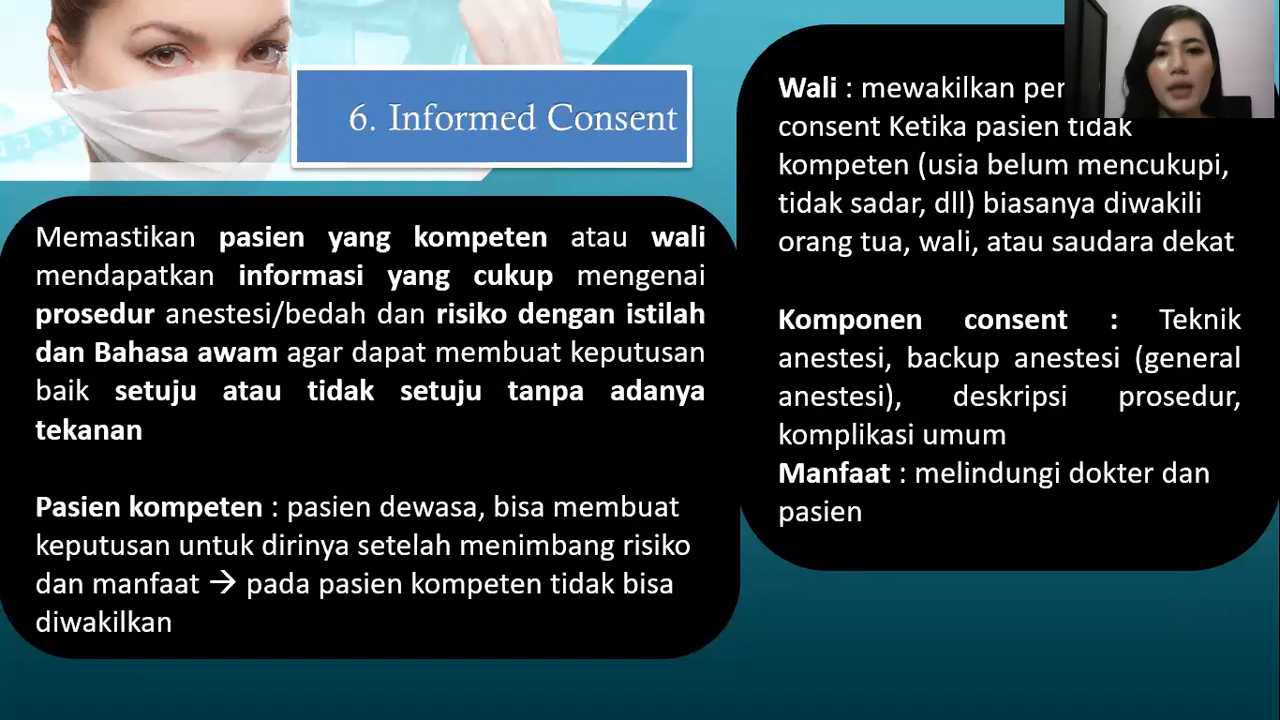 6. Informed Consent
Memastikan pasien yang kompeten atau wali
mendapatkan informasi yang cukup mengenai
prosedur anestesi/bedah dan risiko dengan istilah
dan Bahasa awam agar dapat membuat keputusan
baik setuju atau tidak setuju tanpa adanya
tekanan
Pasien kompeten : pasien dewasa, bisa membuat
keputusan untuk dirinya setelah menimbang risiko
dan manfaat → pada pasien kompeten tidak bisa
diwakilkan
Wali : mewakilkan
consent Ketika pasien tidak
kompeten (usia belum mencukupi,
tidak sadar, dll) biasanya diwakili
orang tua, wali, atau saudara dekat
Komponen consent : Teknik
anestesi, backup anestesi (general
anestesi), deskripsi prosedur,
komplikasi umum
Manfaat : melindungi dokter dan
pasien